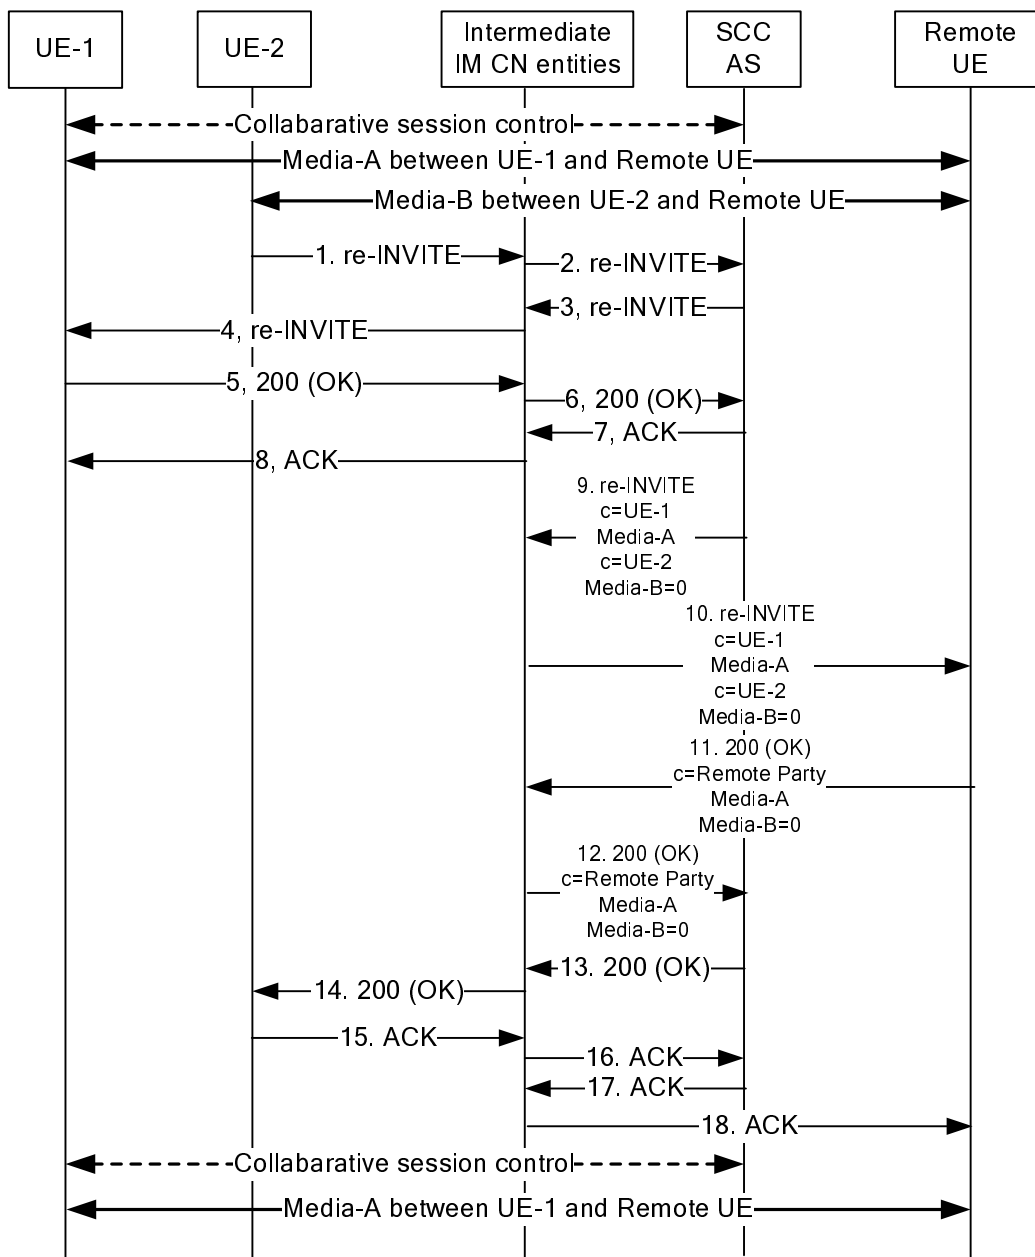 UE-1
UE-2
Intermediate
IM CN entities
SCC
AS
Remote
UE
Collabarative session control
Media-A between UE-1 and Remote UE
Media-B between UE-2 and Remote UE
1. re-INVITE
2. re-INVITE
3, re-INVITE
4, re-INVITE
5, 200 (OK)
6, 200 (OK)
7, ACK
8, ACK
9. re-INVITE
c=UE-1
Media-A
c=UE-2
Media-B=0
10. re-INVITE
c=UE-1
Media-A
c=UE-2
Media-B=0
11. 200 (OK)
c=Remote Party
Media-A
Media-B=0
12. 200 (OK)
c=Remote Party
Media-A
Media-B=0
13. 200 (OK)
14. 200 (OK)
15. ACK
16. ACK
17. ACK
18. ACK
Collabarative session control
Media-A between UE-1 and Remote UE